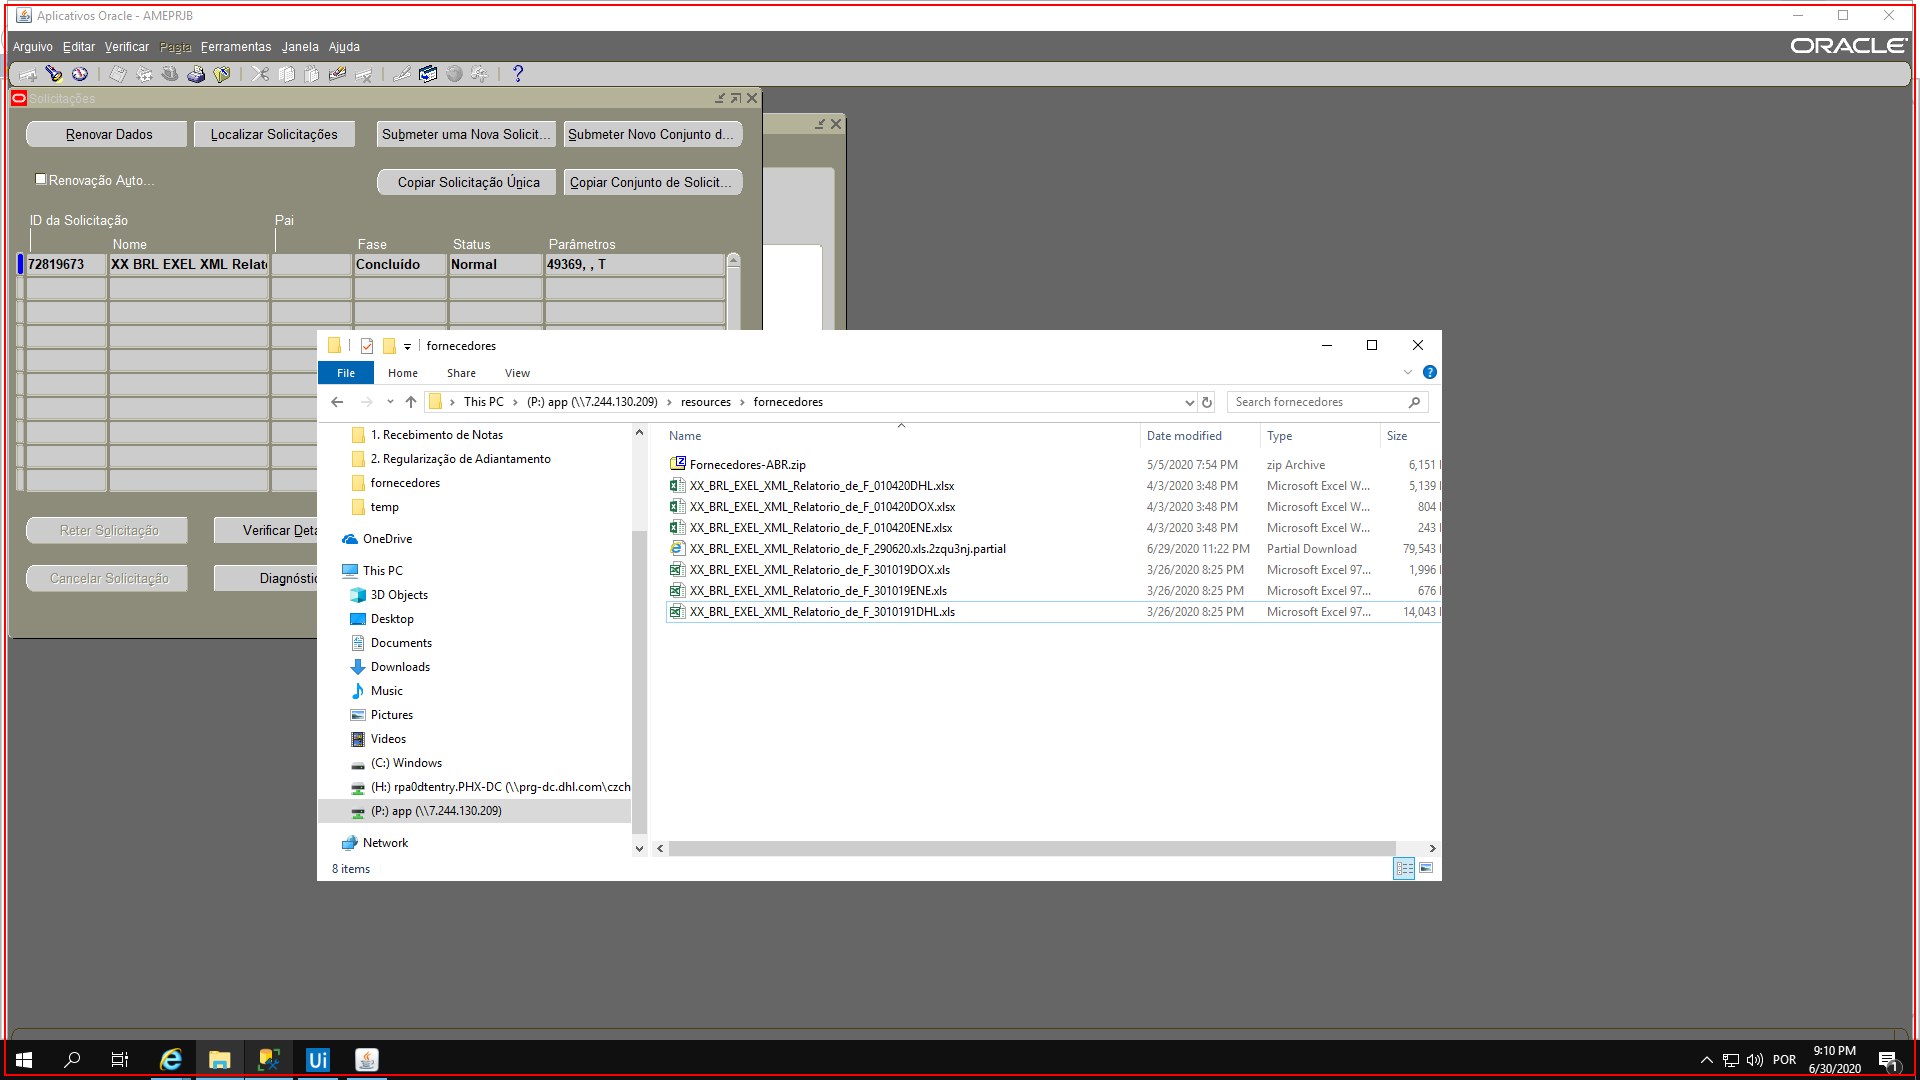 Aplicativos Oracle - AMEPRJB
Arquivo Editar Verificar Pasta Ferramentas Janela Ajuda
ORACLE
Solicitações
Renovar Dados
Localizar Solicitações
Submeter uma Nova Solicit...
Submeter Novo Conjunto d...
Renovação Auto...
Copiar Solicitação Única
Copiar Conjunto de Solicit...
ID da Solicitação
Pai
Nome
Fase
Status
Parâmetros
72819673
XX BRL EXEL XML Relat
Concluído
Normal
49369, , T
Reter Solicitação
Verificar Deta
Cancelar Solicitação
Diagnóstic
fornecedores
File Home Share View
This PC > (P:) app (\\7.244.130.209) > resources > fornecedores
Search fornecedores
1. Recebimento de Notas
2. Regularização de Adiantamento
fornecedores
temp
OneDrive
This PC
3D Objects
Desktop
Documents
Downloads
Music
Pictures
Videos
(C:) Windows
(H:) rpa0dtentry.PHX-DC (\\prg-dc.dhl.com\czch
(P:) app (\\7.244.130.209)
Network
8 items
Name Date modified Type Size
Fornecedores-ABR.zip 5/5/2020 7:54 PM zip Archive 6,151
XX_BRL_EXEL_XML_Relatorio_de_F_010420DHL.xlsx 4/3/2020 3:48 PM Microsoft Excel W... 5,139
XX_BRL_EXEL_XML_Relatorio_de_F_010420DOX.xlsx 4/3/2020 3:48 PM Microsoft Excel W... 804
XX_BRL_EXEL_XML_Relatorio_de_F_010420ENE.xlsx 4/3/2020 3:48 PM Microsoft Excel W... 243
XX_BRL_EXEL_XML_Relatorio_de_F_290620.xls.2zqu3nj.partial 6/29/2020 11:22 PM Partial Download 79,543
XX_BRL_EXEL_XML_Relatorio_de_F_301019DOX.xls 3/26/2020 8:25 PM Microsoft Excel 97... 1,996
XX_BRL_EXEL_XML_Relatorio_de_F_301019ENE.xls 3/26/2020 8:25 PM Microsoft Excel 97... 676
XX_BRL_EXEL_XML_Relatorio_de_F_3010191DHL.xls 3/26/2020 8:25 PM Microsoft Excel 97... 14,043
Ui
POR
9:10 PM
6/30/2020
1